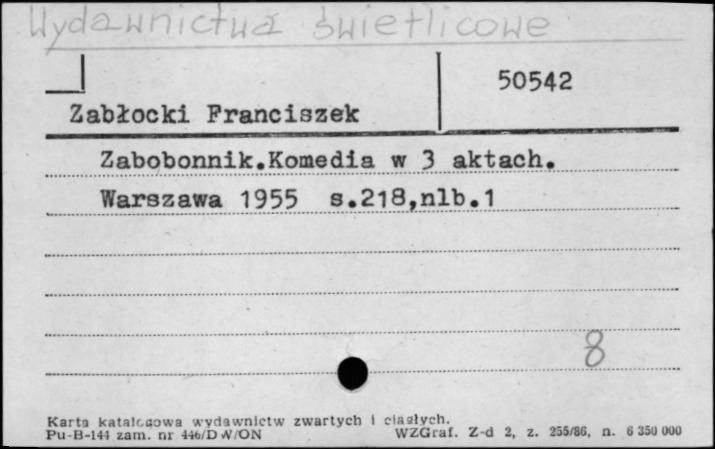 Wydawnictwa świetlicowe
50542
Zabłocki Franciszek
Zabobonnik.Komedia w 3 aktach.
Warszawa 1955 s.218,nlb.1
8
Karta katalogowa wydawnictw zwartych i ciągłych.
Pu-B-144 zam. nr 446/DW/ON WZGraf. Z-d 2, z. 255/86, n. 6 350 000